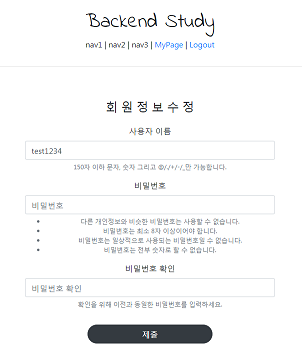 Backend Study
nav1 | nav2 | nav3 | MyPage | Logout
회 원 정 보 수 정
사용자 이름
test1234
150자 이하 문자, 숫자 그리고 @/./+/-/_만 가능합니다.
비밀번호
비밀번호
다른 개인정보와 비슷한 비밀번호는 사용할 수 없습니다.
비밀번호는 최소 8자 이상이어야 합니다.
비밀번호는 일상적으로 사용되는 비밀번호일 수 없습니다.
비밀번호는 전부 숫자로 할 수 없습니다.
비밀번호 확인
비밀번호 확인
확인을 위해 이전과 동일한 비밀번호를 입력하세요.
제출